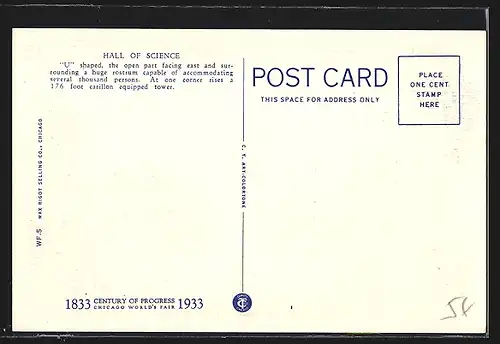 HALL OF SCIENCE
"U" shaped, the open part facing east and sur-
rounding a huge rostrum capable of accommodating
several thousand persons. At one corner rises a
176 foot carillon equipped tower.
POST CARD
THIS SPACE FOR ADDRESS ONLY
PLACE
ONE CENT
STAMP
HERE
WF-5 MAX RIGOT SELLING CO., CHICAGO
C. T. ART-COLORTONE
1833 CENTURY OF PROGRESS 1933
CHICAGO WORLD'S FAIR